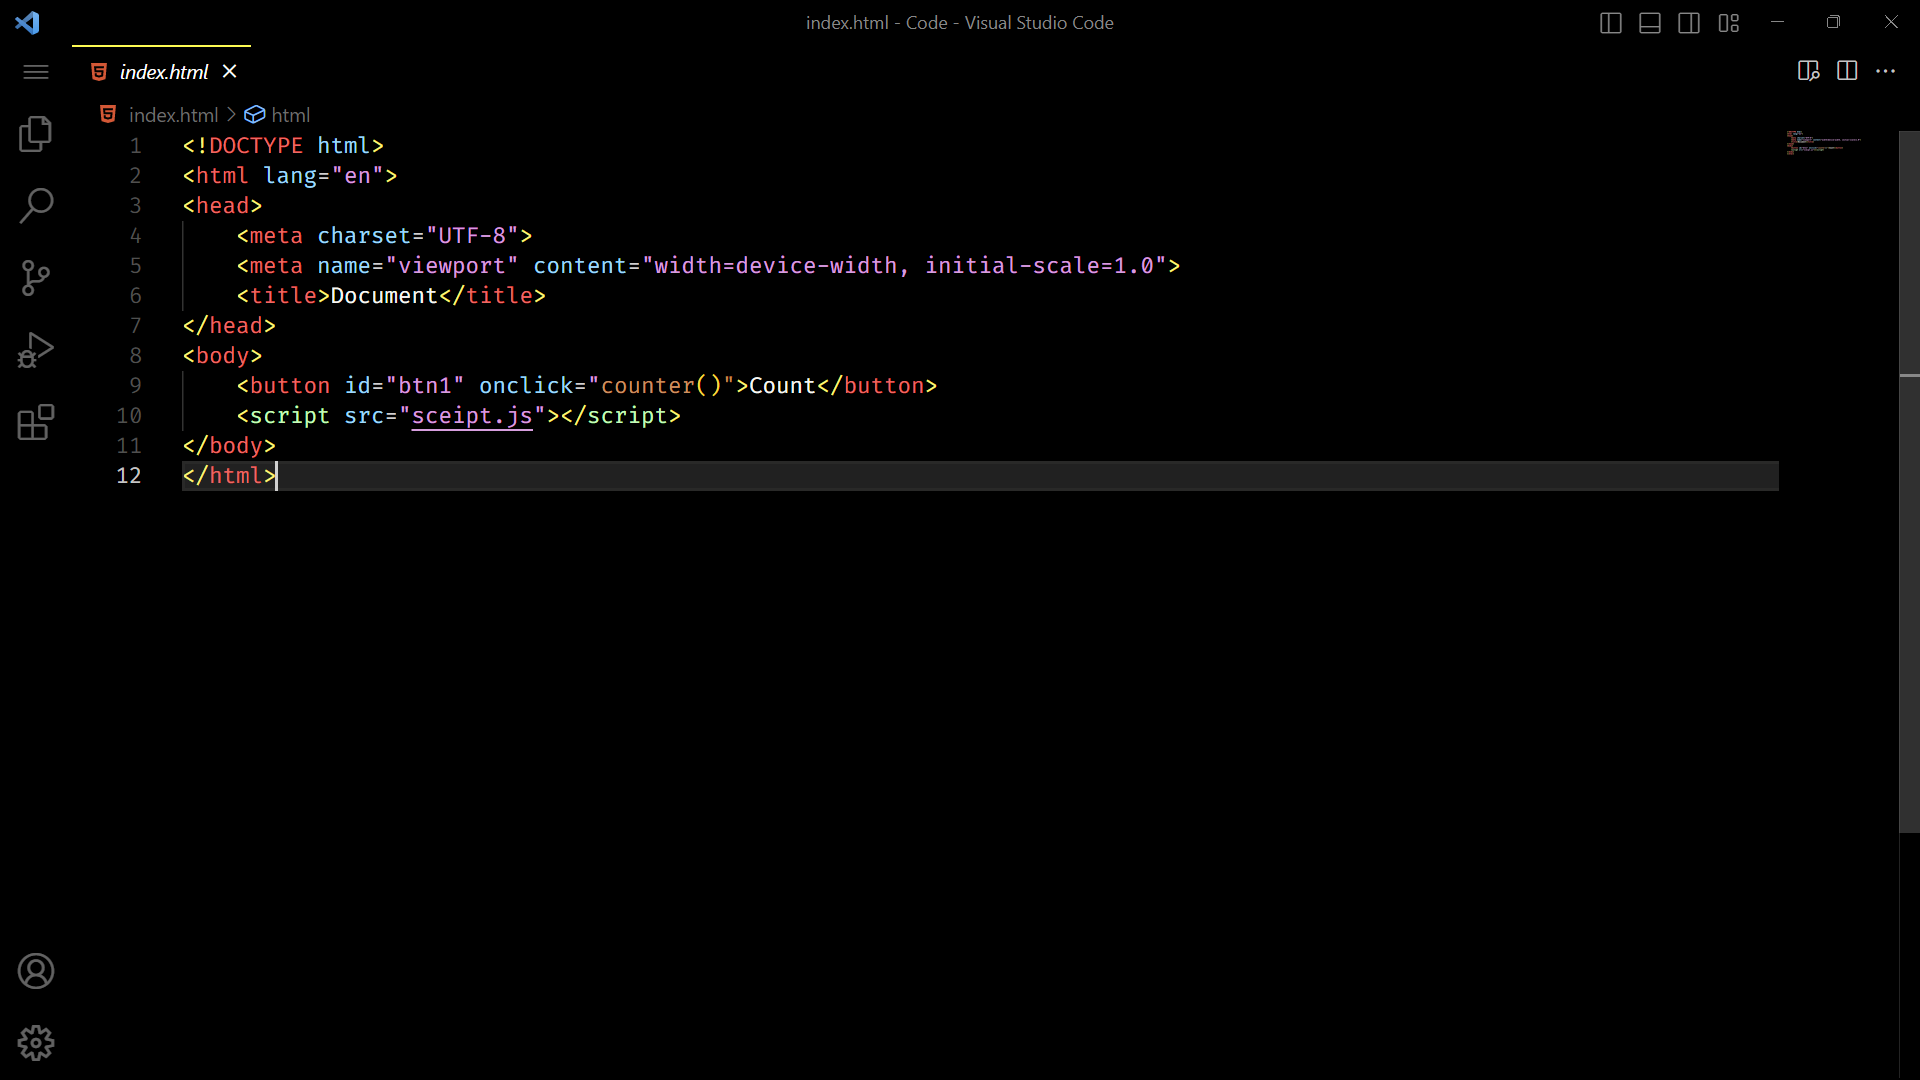 index.html - Code - Visual Studio Code
index.html
index.html > html
1 <!DOCTYPE html>
2 <html lang="en">
3 <head>
4     <meta charset="UTF-8">
5     <meta name="viewport" content="width=device-width, initial-scale=1.0">
6     <title>Document</title>
7 </head>
8 <body>
9     <button id="btn1" onclick="counter()">Count</button>
10     <script src="sceipt.js"></script>
11 </body>
12 </html>